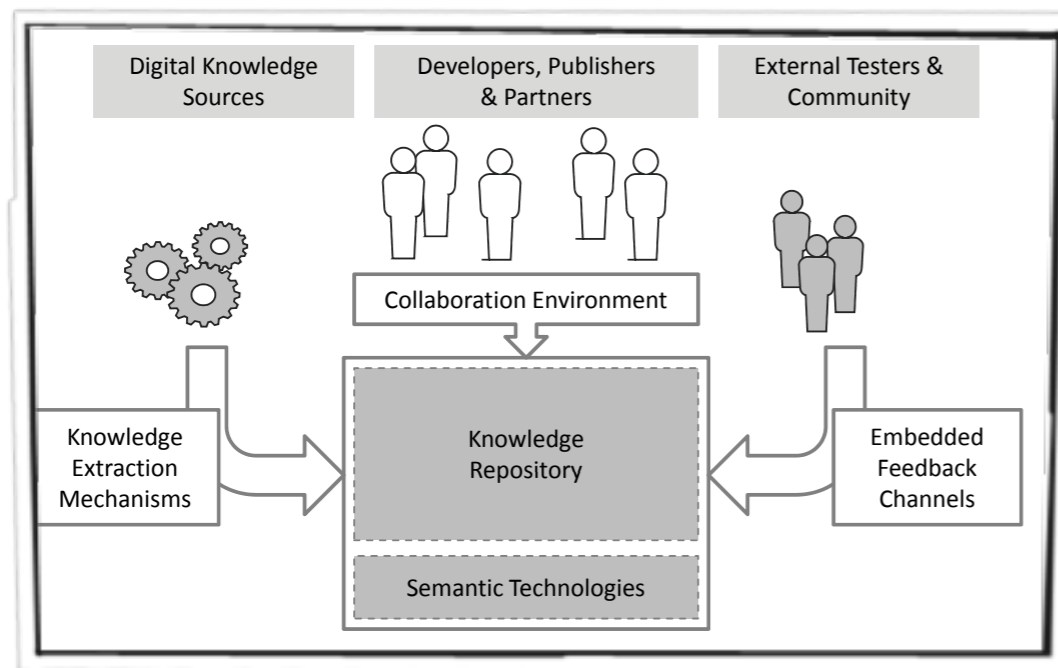 Digital Knowledge
Sources
Developers, Publishers
& Partners
External Testers &
Community
Collaboration Environment
Knowledge
Extraction
Mechanisms
Knowledge
Repository
Embedded
Feedback
Channels
Semantic Technologies